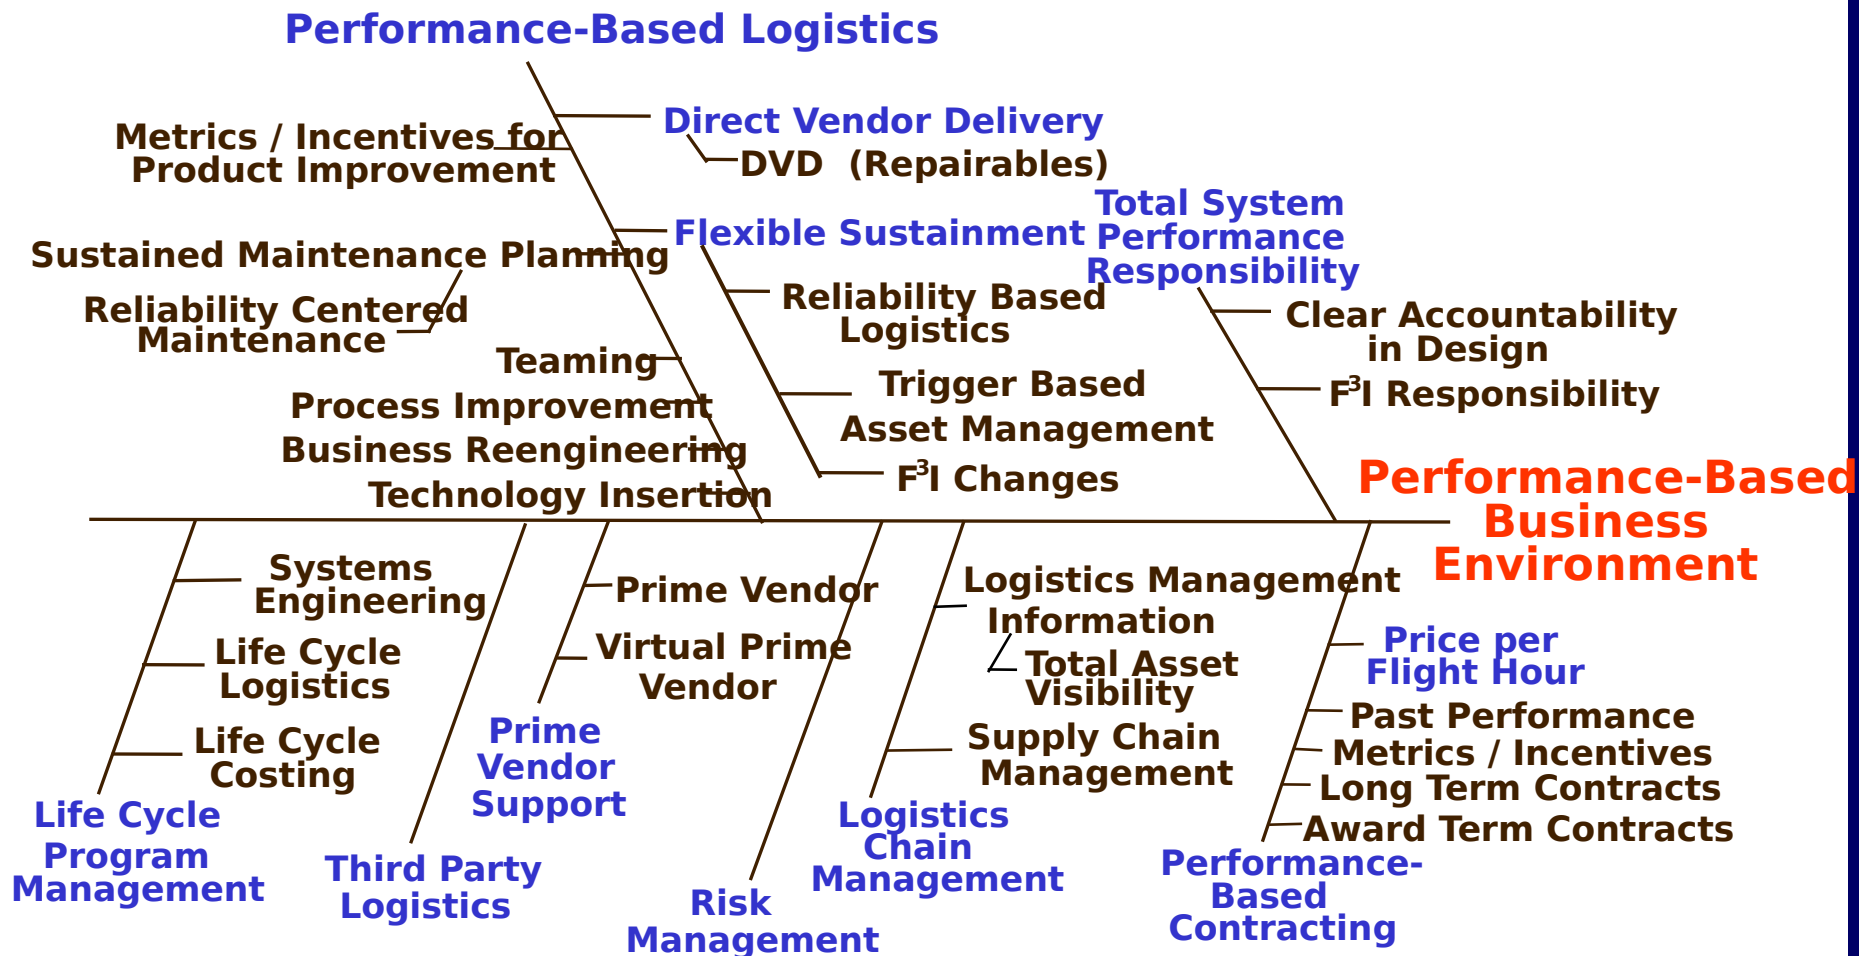 Performance-Based Logistics
Direct Vendor Delivery
DVD  (Repairables)
Metrics / Incentives for
Product Improvement
Flexible Sustainment
Sustained Maintenance Planning
Reliability Centered
Maintenance
Reliability Based
Logistics
Trigger Based
Asset Management
F³I Changes
Teaming
Process Improvement
Business Reengineering
Technology Insertion
Total System
Performance
Responsibility
Clear Accountability
in Design
F³I Responsibility
Performance-Based
Business
Environment
Systems
Engineering
Life Cycle
Logistics
Life Cycle
Costing
Life Cycle
Program
Management
Third Party
Logistics
Prime Vendor
Virtual Prime
Vendor
Prime
Vendor
Support
Risk
Management
Logistics Management
Information
Total Asset
Visibility
Supply Chain
Management
Logistics
Chain
Management
Price per
Flight Hour
Past Performance
Metrics / Incentives
Long Term Contracts
Award Term Contracts
Performance-
Based
Contracting